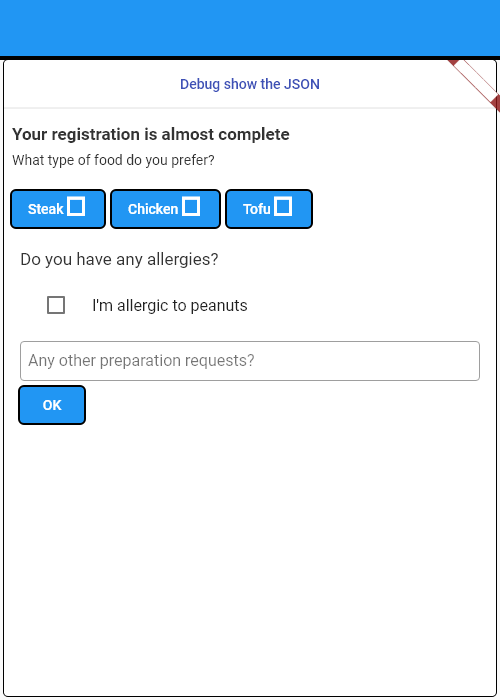 Debug show the JSON
Your registration is almost complete
What type of food do you prefer?
Steak Chicken Tofu
Do you have any allergies?
I'm allergic to peanuts
Any other preparation requests?
OK